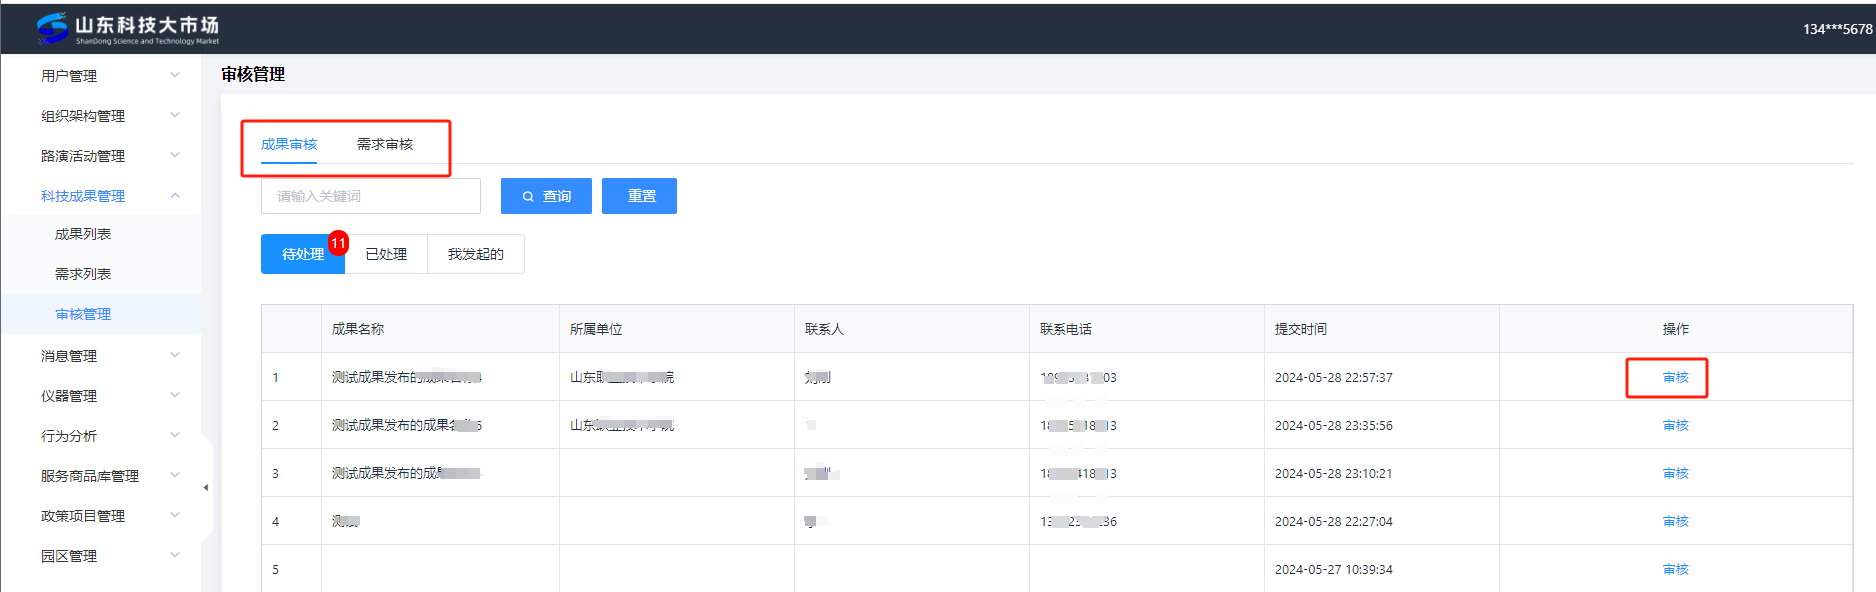 山东科技大市场
ShanDong Science and Technology Market
134***5678
用户管理
组织架构管理
路演活动管理
科技成果管理
成果列表
需求列表
审核管理
消息管理
仪器管理
行为分析
服务商品库管理
政策项目管理
园区管理
审核管理
成果审核 需求审核
请输入关键词 查询 重置
待处理 11 已处理 我发起的
成果名称 所属单位 联系人 联系电话 提交时间 操作
1 测试成果发布的 山东 2024-05-28 22:57:37 审核
2 测试成果发布的成果 山东 2024-05-28 23:35:56 审核
3 测试成果发布的成 2024-05-28 23:10:21 审核
4 测 2024-05-28 22:27:04 审核
5 2024-05-27 10:39:34 审核